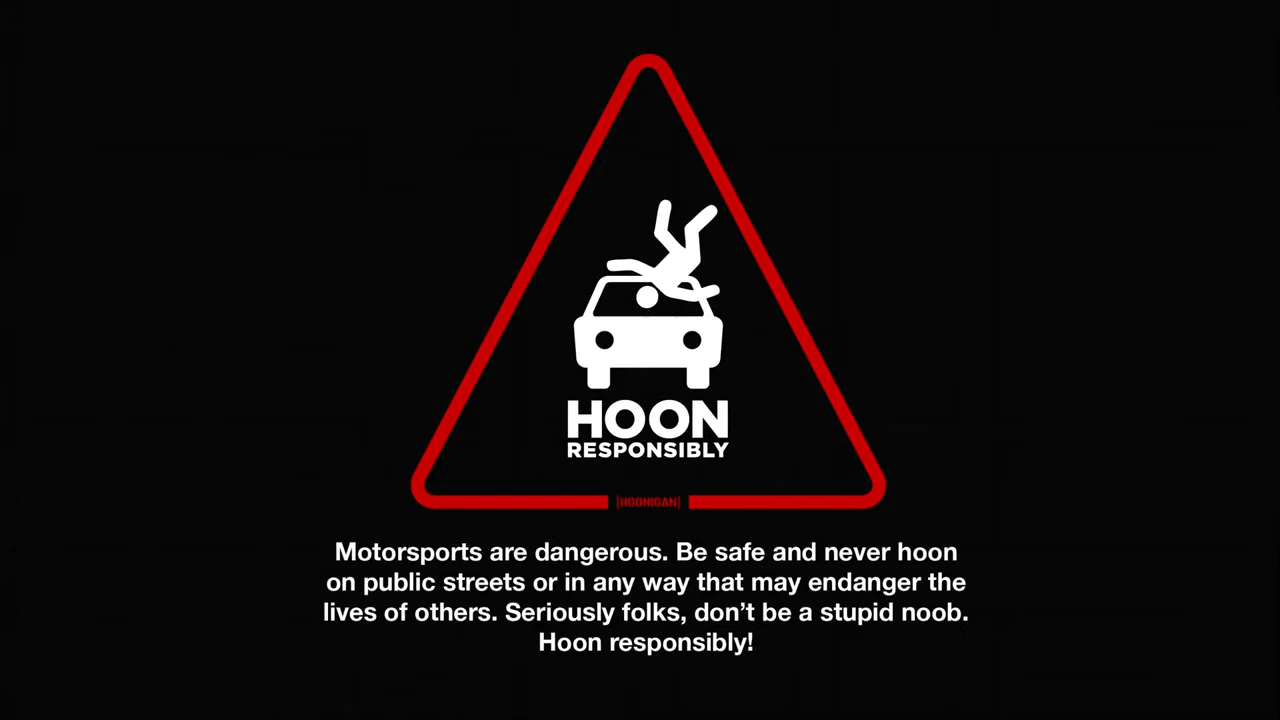 HOON
RESPONSIBLY
[HOONIGAN]
Motorsports are dangerous. Be safe and never hoon
on public streets or in any way that may endanger the
lives of others. Seriously folks, don’t be a stupid noob.
Hoon responsibly!